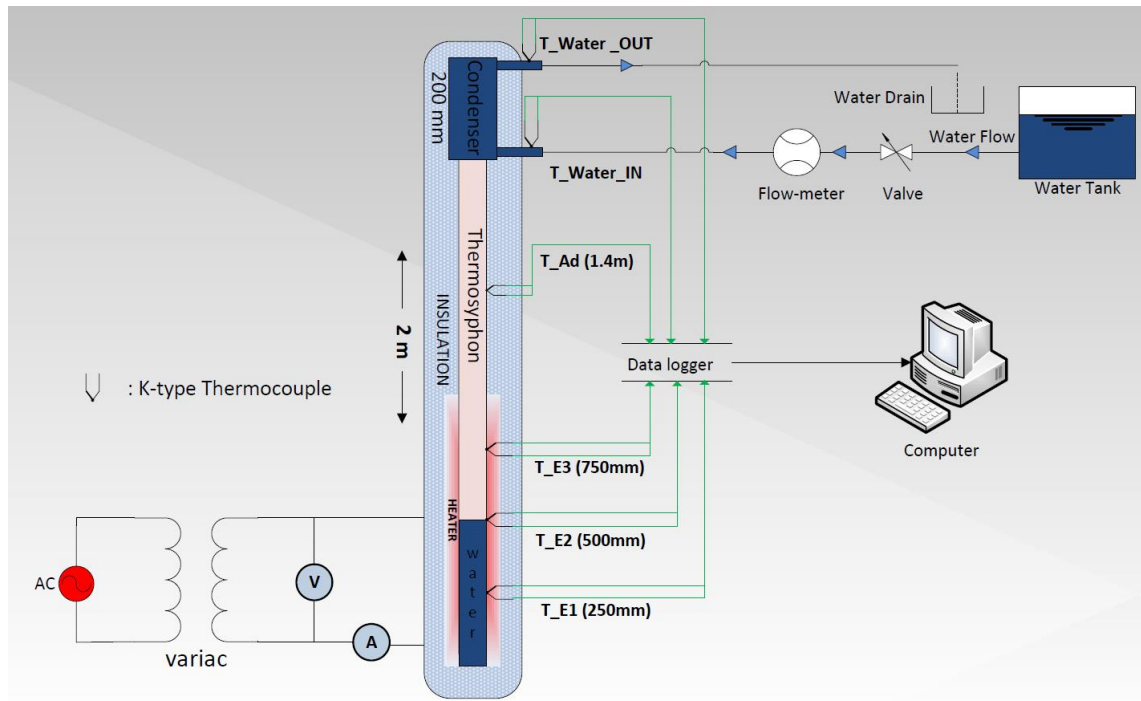 T_Water _OUT
Condenser
200 mm
Water Drain
Water Flow
T_Water_IN
Flow-meter
Valve
Water Tank
Thermosyphon
T_Ad (1.4m)
INSULATION
2 m
Data logger
: K-type Thermocouple
Computer
T_E3 (750mm)
HEATER
T_E2 (500mm)
water
AC
V
T_E1 (250mm)
A
variac